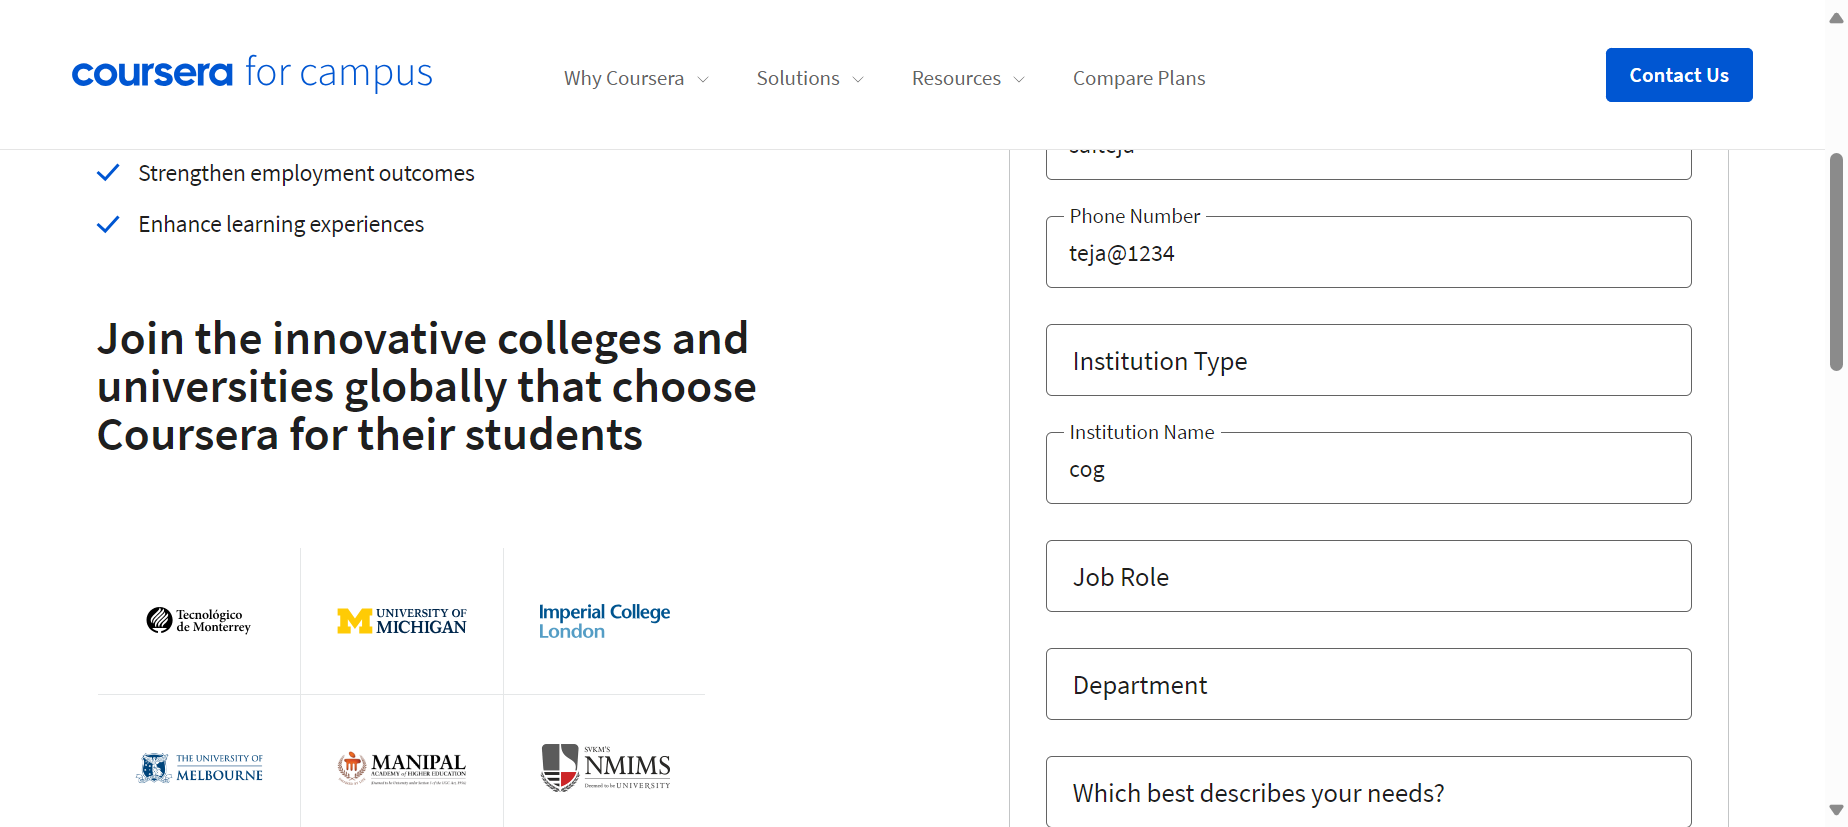 coursera for campus
Why Coursera
Solutions
Resources
Compare Plans
Contact Us
Strengthen employment outcomes
Enhance learning experiences
Join the innovative colleges and
universities globally that choose
Coursera for their students
Tecnológico
de Monterrey
UNIVERSITY OF
MICHIGAN
Imperial College
London
THE UNIVERSITY OF
MELBOURNE
MANIPAL
ACADEMY of HIGHER EDUCATION
SVKM'S
NMIMS
Deemed to be UNIVERSITY
Phone Number
teja@1234
Institution Type
Institution Name
cog
Job Role
Department
Which best describes your needs?